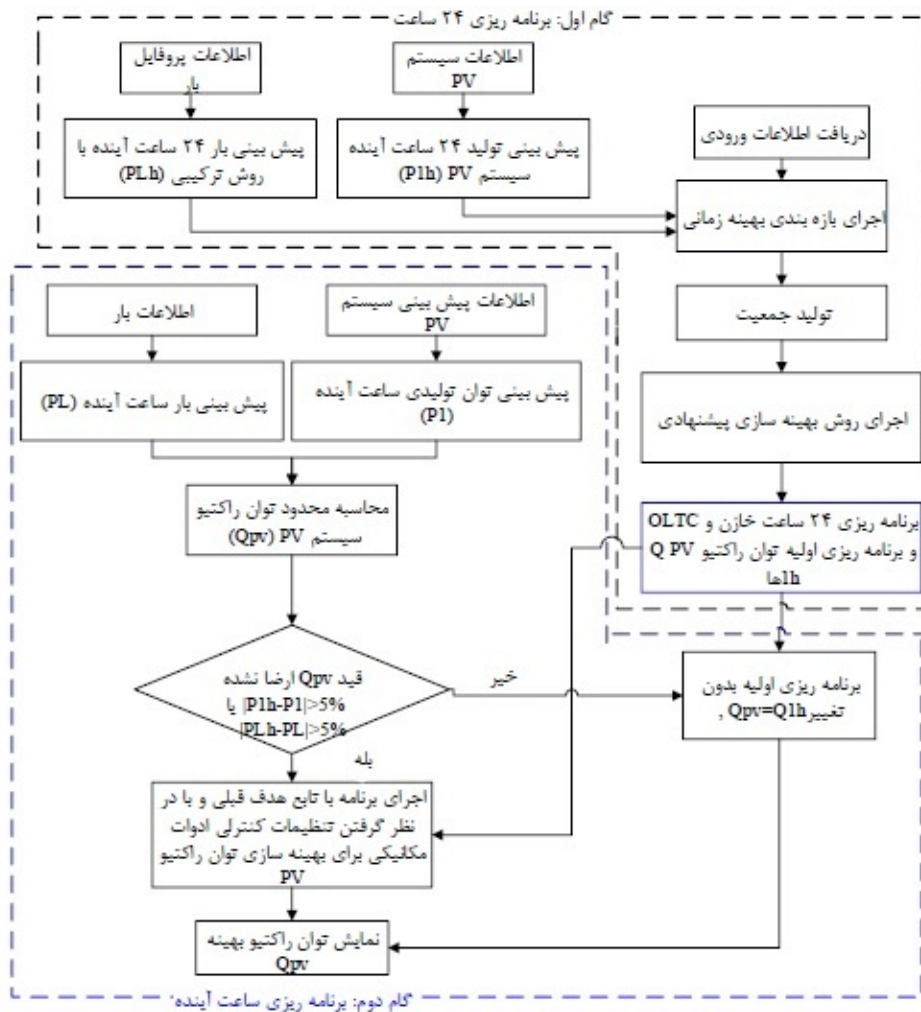 گام اول: برنامه ریزی ۲۴ ساعت
اطلاعات پروفایل
بار
اطلاعات سیستم
PV
دریافت اطلاعات ورودی
پیش بینی بار ۲۴ ساعت آینده با
روش ترکیبی (PLh)
پیش بینی تولید ۲۴ ساعت آینده
سیستم PV (P1h)
اجرای بازه بندی بهینه زمانی
تولید جمعیت
اجرای روش بهینه سازی پیشنهادی
برنامه ریزی ۲۴ ساعت خازن و OLTC
و برنامه ریزی اولیه توان راکتیو Q PV
1hها
اطلاعات بار
اطلاعات پیش بینی سیستم
PV
پیش بینی بار ساعت آینده (PL)
پیش بینی توان تولیدی ساعت آینده
(P1)
محاسبه محدود توان راکتیو
سیستم PV (Qpv)
قید Qpv ارضا نشده
یا |P1h-P1|>5%
|PLh-PL|>5%
خیر
بله
برنامه ریزی اولیه بدون
تغییر Qpv=Q1h ,
اجرای برنامه با تابع هدف قبلی و با در
نظر گرفتن تنظیمات کنترلی ادوات
مکانیکی برای بهینه سازی توان راکتیو
PV
نمایش توان راکتیو بهینه
Qpv
گام دوم: برنامه ریزی ساعت آینده